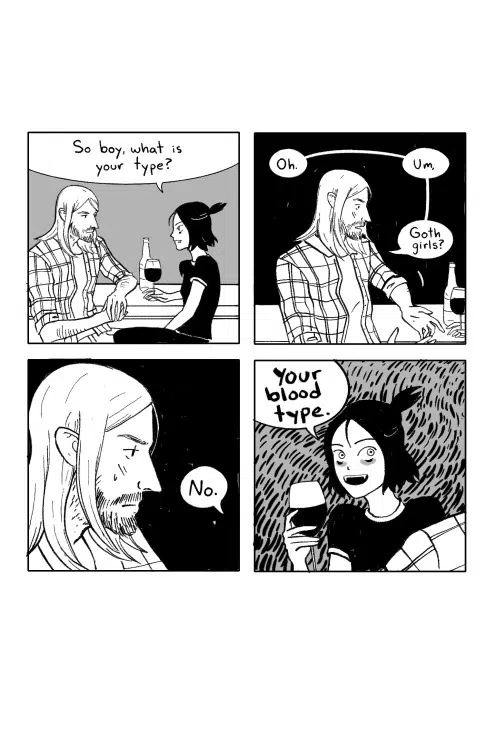 So boy, what is
your type?
Oh.
Um.
Goth
girls?
No.
Your
blood
type.